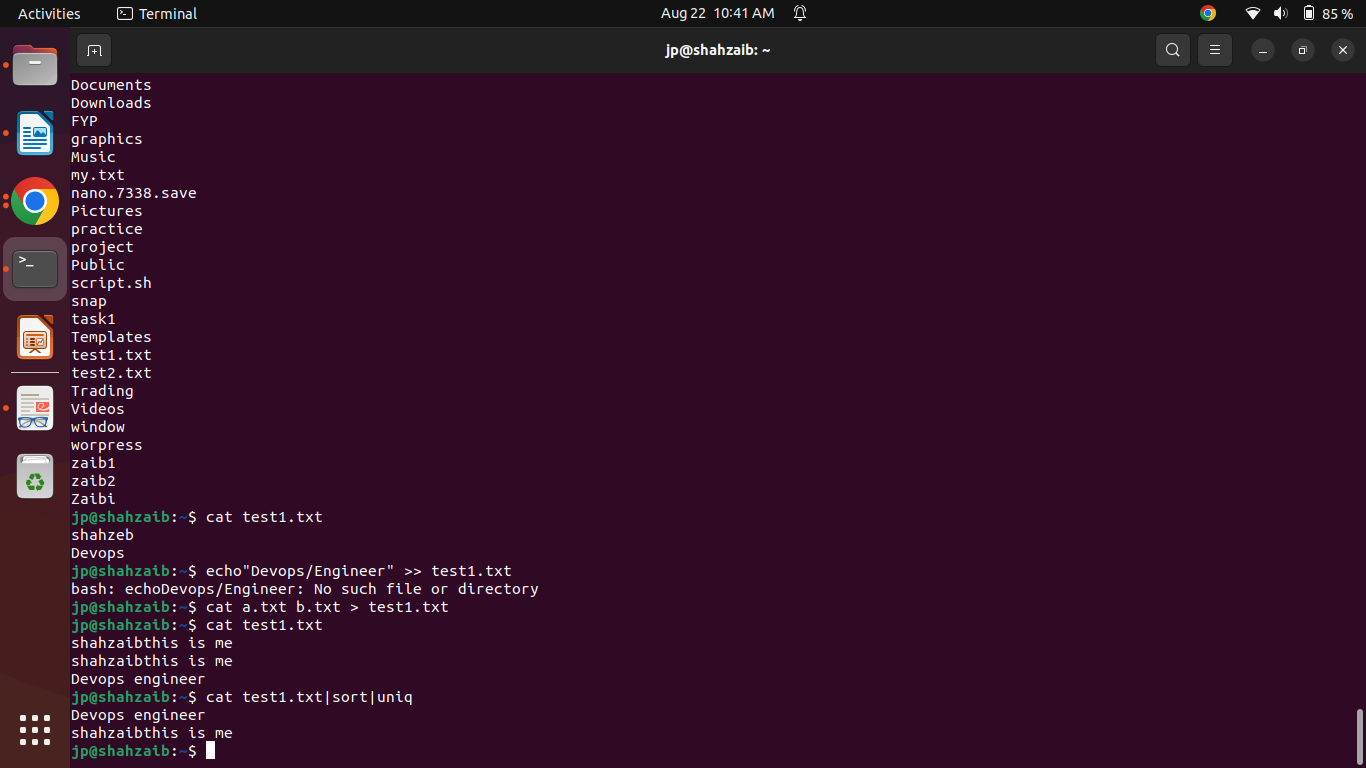 Activities Terminal Aug 22 10:41 AM 85 %
jp@shahzaib: ~
Documents
Downloads
FYP
graphics
Music
my.txt
nano.7338.save
Pictures
practice
project
Public
script.sh
snap
task1
Templates
test1.txt
test2.txt
Trading
Videos
window
worpress
zaib1
zaib2
Zaibi
jp@shahzaib:~$ cat test1.txt
shahzeb
Devops
jp@shahzaib:~$ echo"Devops/Engineer" >> test1.txt
bash: echoDevops/Engineer: No such file or directory
jp@shahzaib:~$ cat a.txt b.txt > test1.txt
jp@shahzaib:~$ cat test1.txt
shahzaibthis is me
shahzaibthis is me
Devops engineer
jp@shahzaib:~$ cat test1.txt|sort|uniq
Devops engineer
shahzaibthis is me
jp@shahzaib:~$